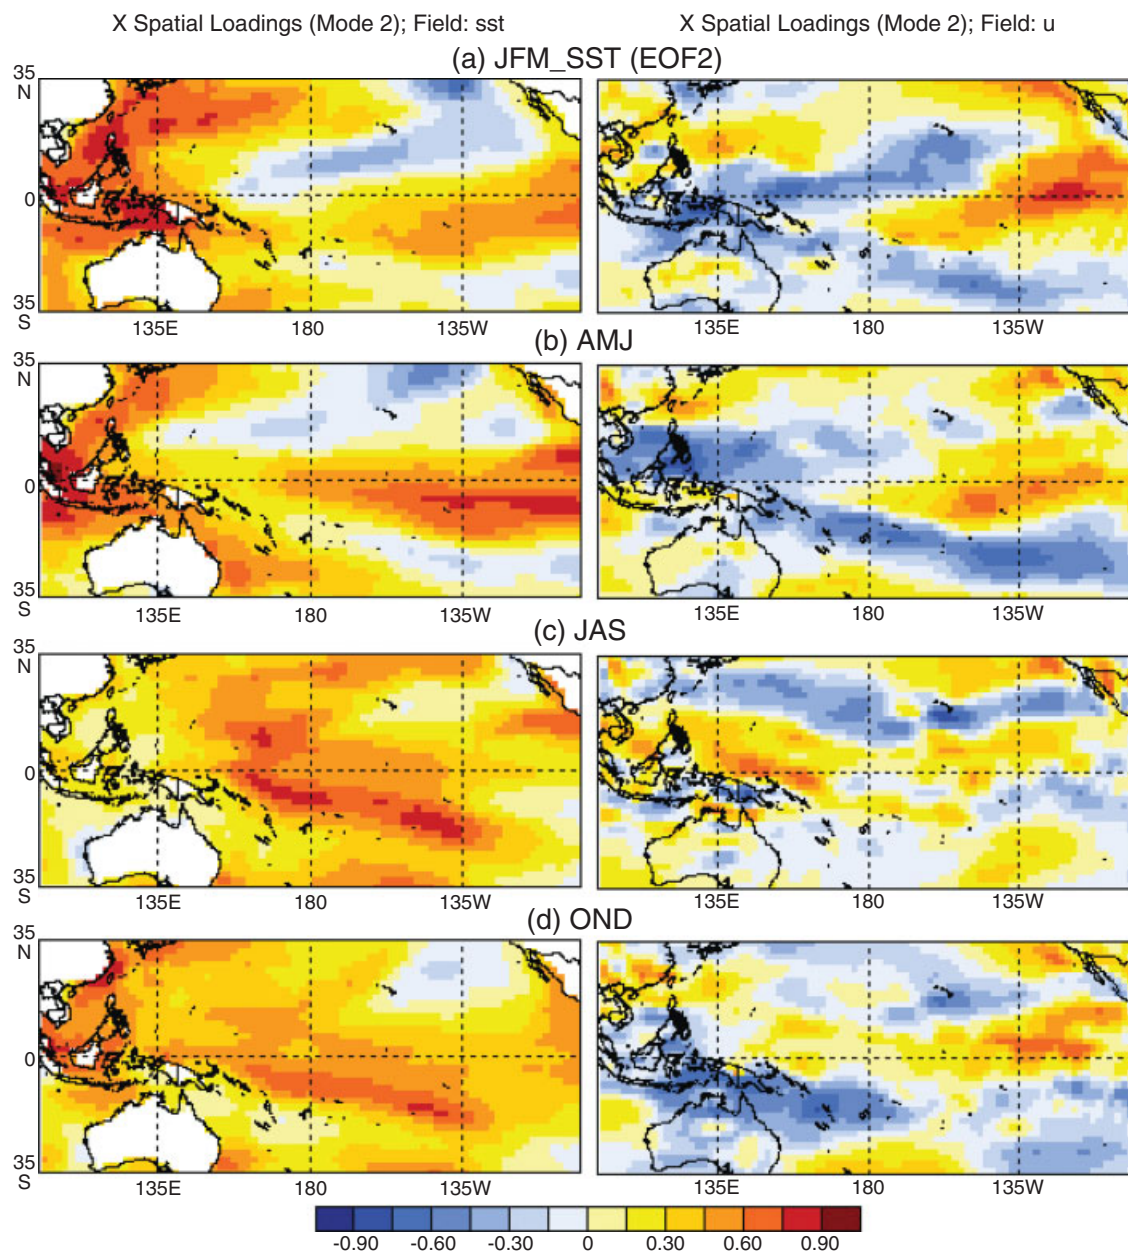 X Spatial Loadings (Mode 2); Field: sst X Spatial Loadings (Mode 2); Field: u
(a) JFM_SST (EOF2)
35
N
0
35
S
135E 180 135W 135E 180 135W
(b) AMJ
35
N
0
35
S
135E 180 135W 135E 180 135W
(c) JAS
35
N
0
35
S
135E 180 135W 135E 180 135W
(d) OND
35
N
0
35
S
135E 180 135W 135E 180 135W
-0.90 -0.60 -0.30 0 0.30 0.60 0.90